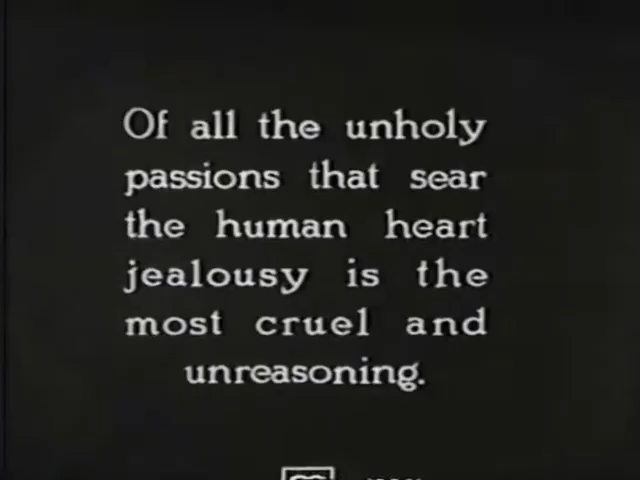 Of all the unholy
passions that sear
the human heart
jealousy is the
most cruel and
unreasoning.